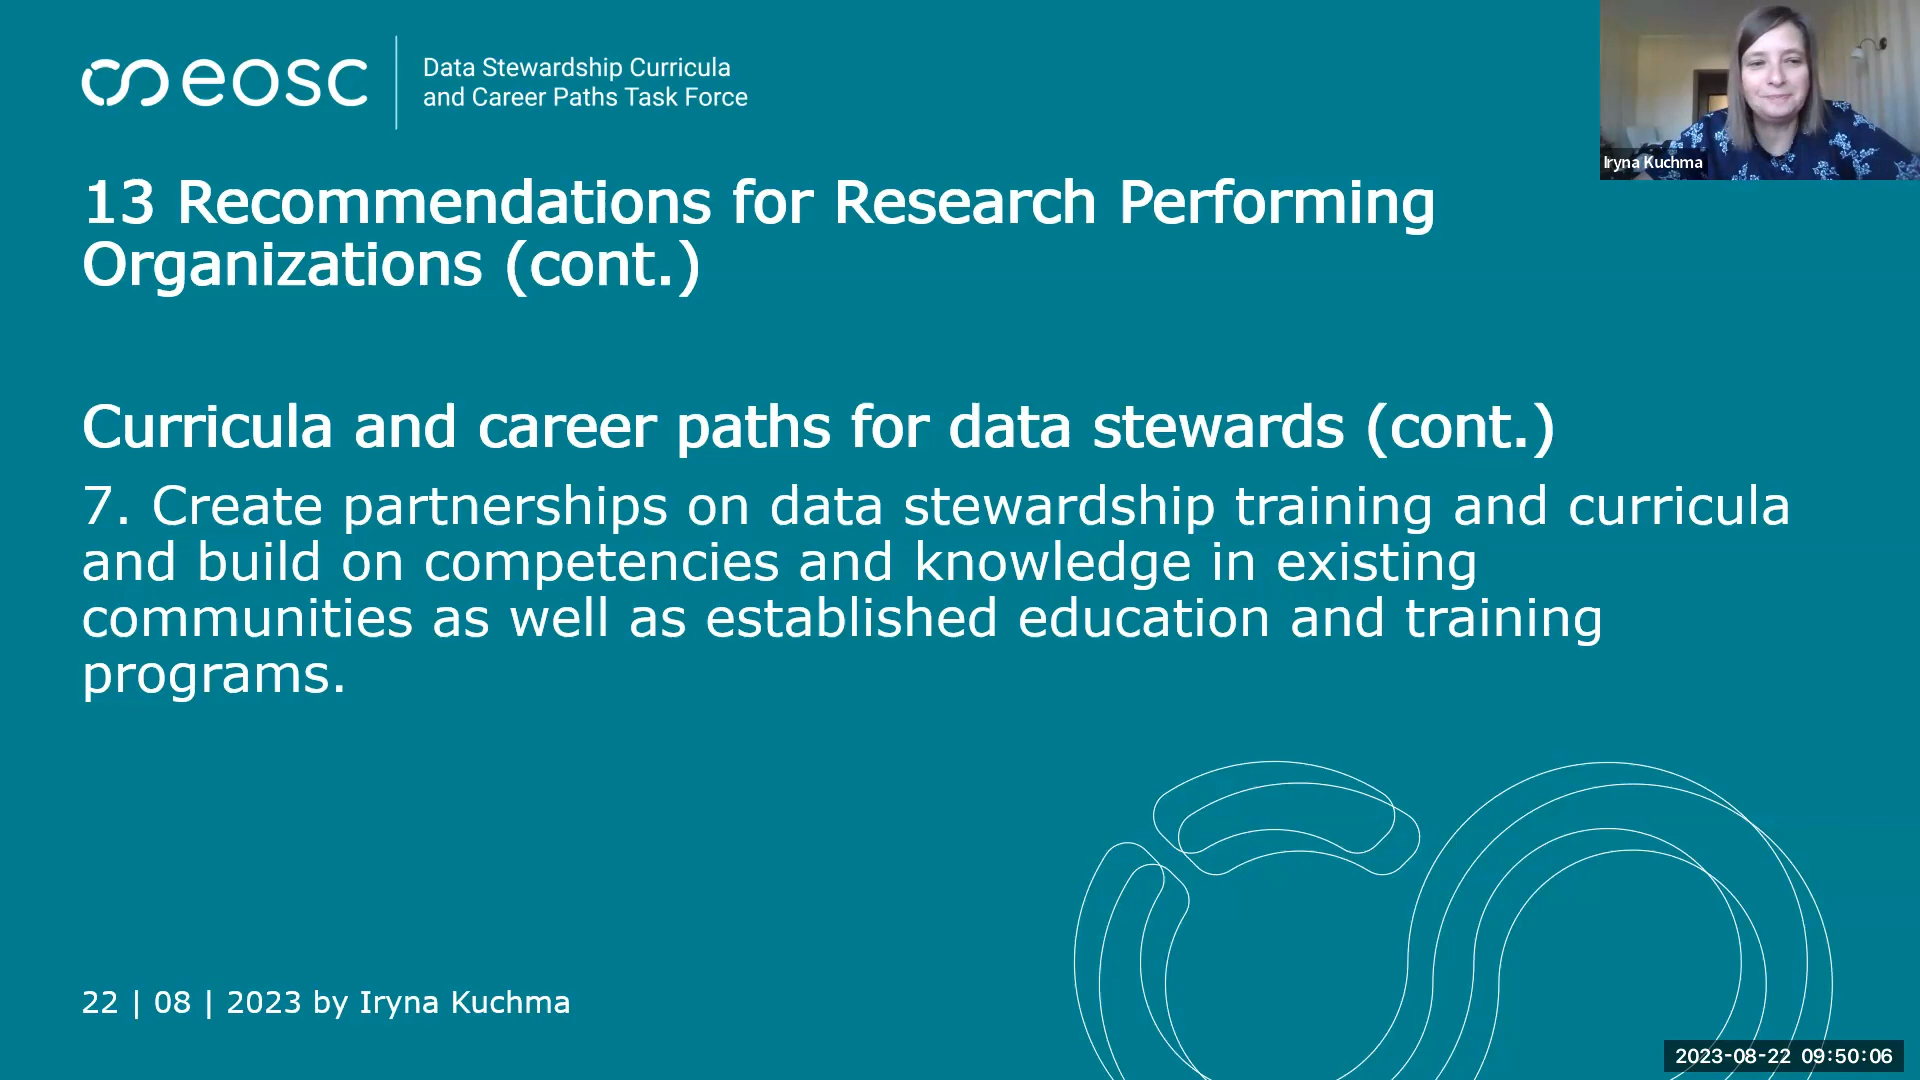 eosc
Data Stewardship Curricula
and Career Paths Task Force
Iryna Kuchma
13 Recommendations for Research Performing
Organizations (cont.)
Curricula and career paths for data stewards (cont.)
7. Create partnerships on data stewardship training and curricula
and build on competencies and knowledge in existing
communities as well as established education and training
programs.
22 | 08 | 2023 by Iryna Kuchma
2023-08-22 09:50:06